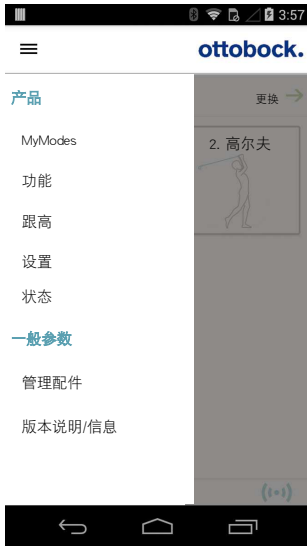 3:57
ottobock.
产品
更换
MyModes
2. 高尔夫
功能
跟高
设置
状态
一般参数
管理配件
版本说明/信息